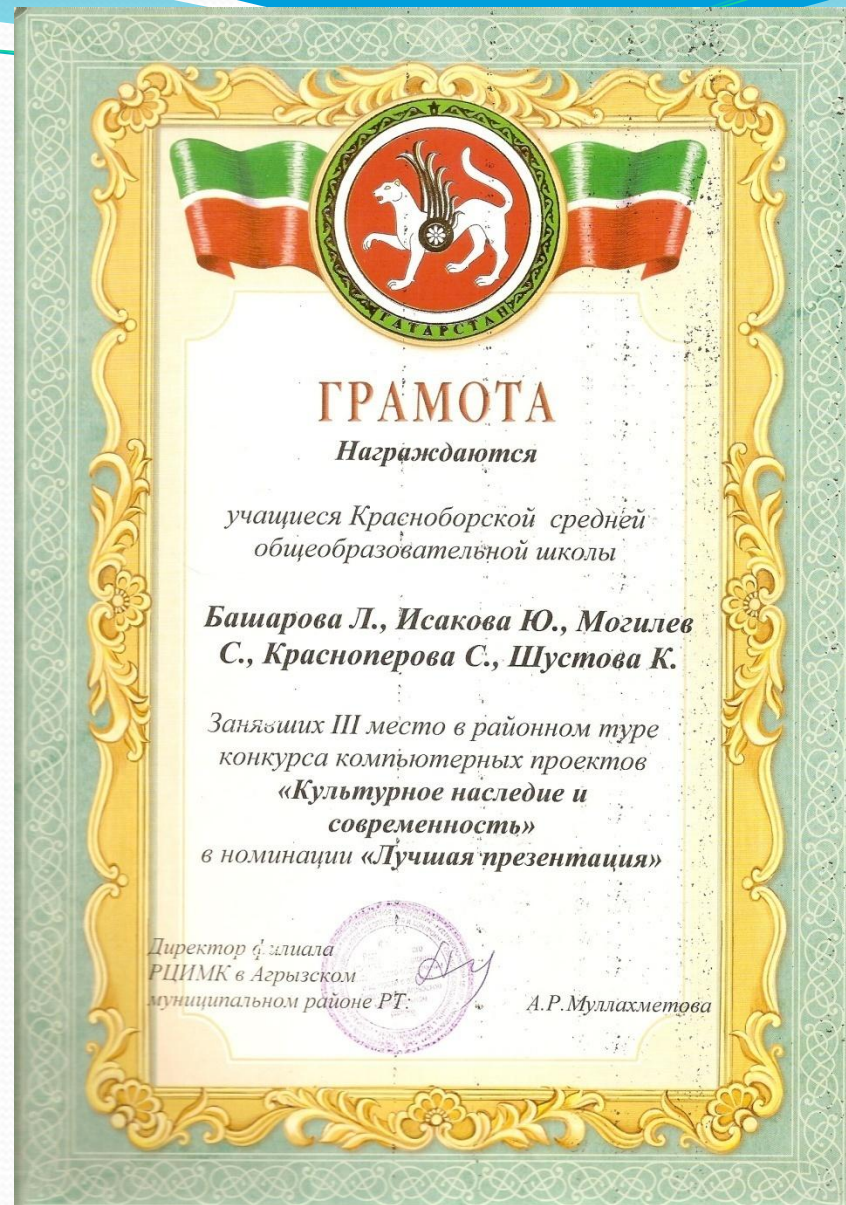 ТАТАРСТАН
ГРАМОТА
Награждаются
учащиеся Красноборской средней
общеобразовательной школы
Башарова Л., Исакова Ю., Могилев
С., Красноперова С., Шустова К.
Занявших III место в районном туре
конкурса компьютерных проектов
«Культурное наследие и
современность»
в номинации «Лучшая презентация»
Директор филиала
РЦИМК в Агрызском
муниципальном районе РТ:
А.Р.Муллахметова